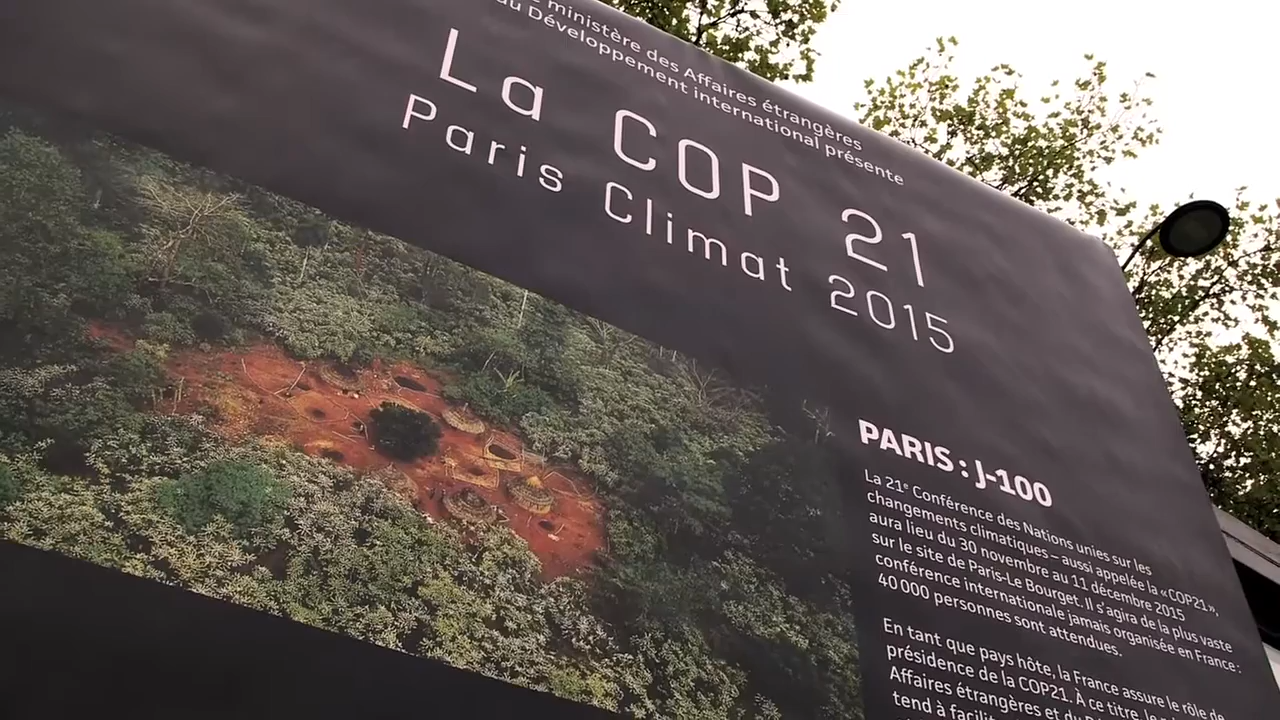 ministère des Affaires étrangères
du Développement international présente
La COP 21
Paris Climat 2015
PARIS : J-100
La 21e Conférence des Nations unies sur les
changements climatiques – aussi appelée la «COP21»,
aura lieu du 30 novembre au 11 décembre 2015
sur le site de Paris-Le Bourget. Il s'agira de la plus vaste
conférence internationale jamais organisée en France :
40 000 personnes sont attendues.
En tant que pays hôte, la France assure le rôle de
présidence de la COP21. À ce titre,
Affaires étrangères et du
tend à facilit